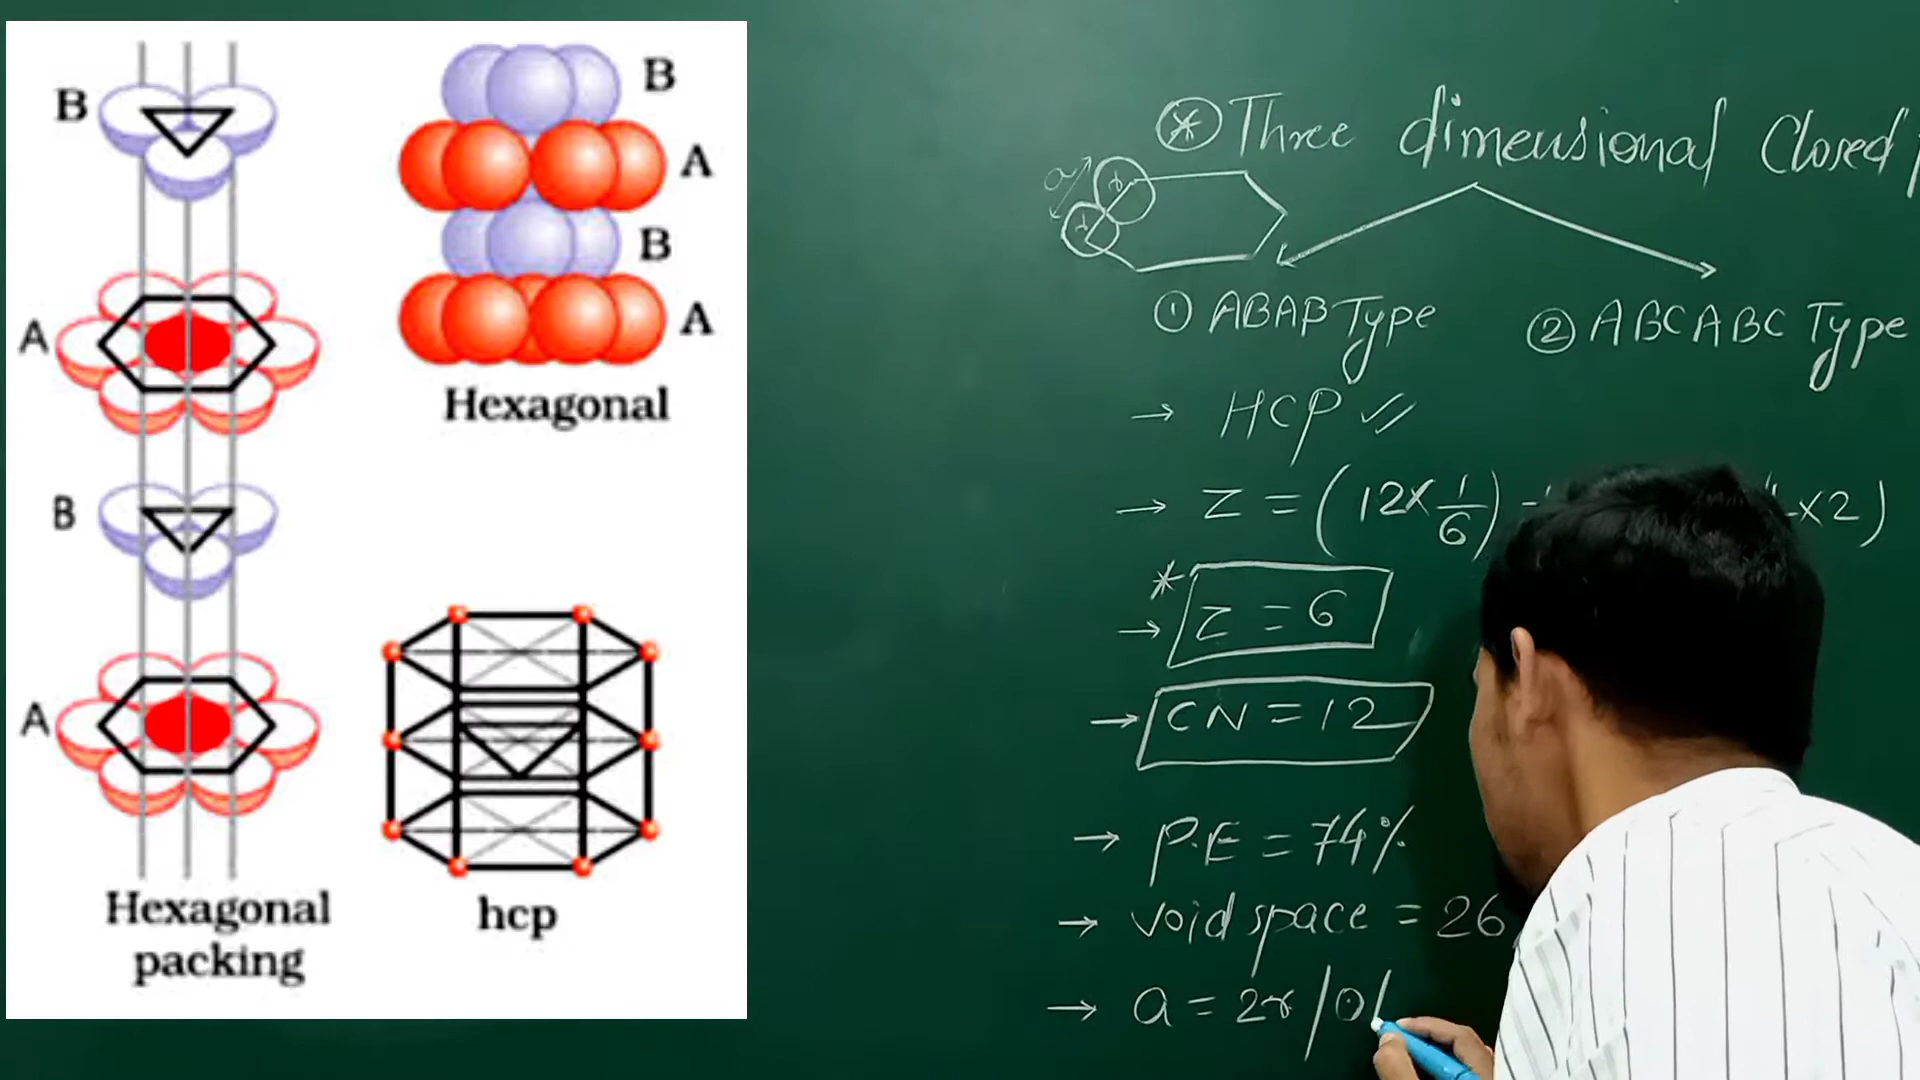 B
A
B
A
Hexagonal
packing
B
A
B
A
Hexagonal
hcp
* Three dimensional Closed
a
r
r
1 ABAB Type
2 ABCABC Type
→ HCP ✓
→ Z = (12×1/6) ×2)
*
→ Z = 6
→ CN = 12
→ P.E = 74%
→ void space = 26
→ a = 2r /